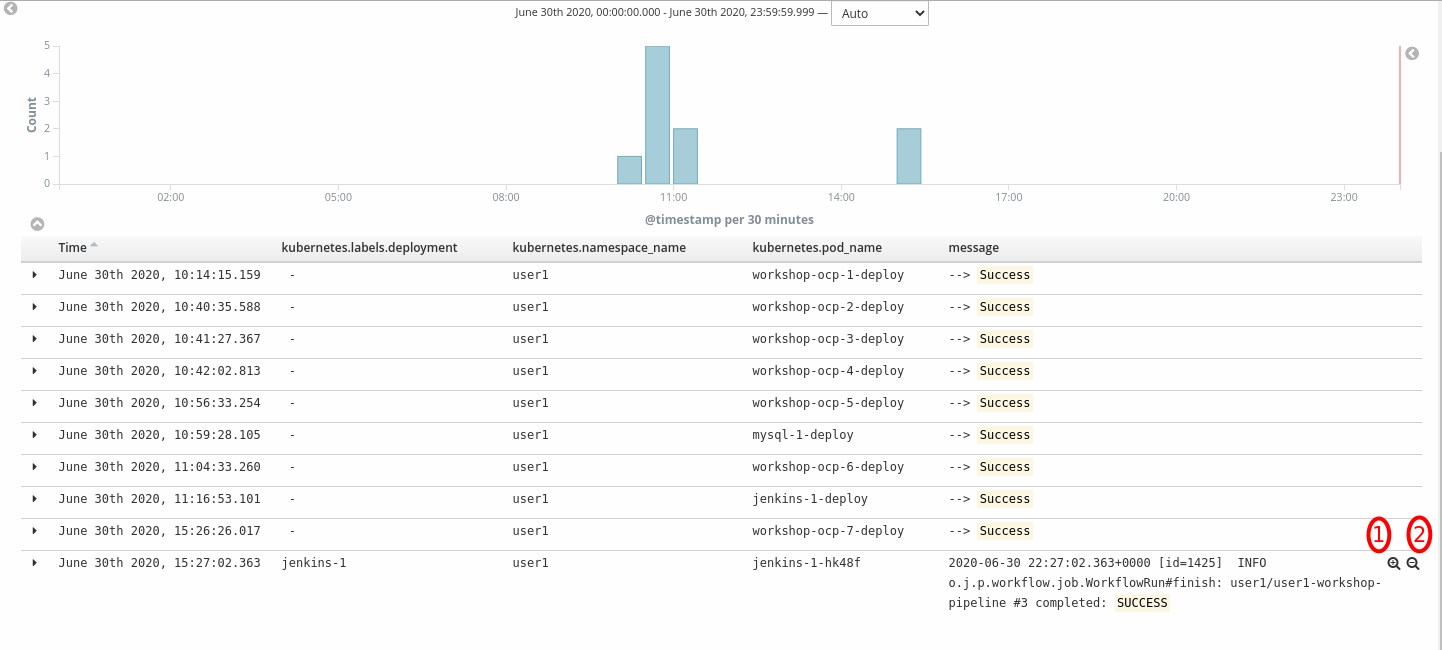 June 30th 2020, 00:00:00.000 - June 30th 2020, 23:59:59.999 — Auto
5
4
3
2
1
0
Count
02:00 05:00 08:00 11:00 14:00 17:00 20:00 23:00
@timestamp per 30 minutes
Time kubernetes.labels.deployment kubernetes.namespace_name kubernetes.pod_name message
June 30th 2020, 10:14:15.159 - user1 workshop-ocp-1-deploy --> Success
June 30th 2020, 10:40:35.588 - user1 workshop-ocp-2-deploy --> Success
June 30th 2020, 10:41:27.367 - user1 workshop-ocp-3-deploy --> Success
June 30th 2020, 10:42:02.813 - user1 workshop-ocp-4-deploy --> Success
June 30th 2020, 10:56:33.254 - user1 workshop-ocp-5-deploy --> Success
June 30th 2020, 10:59:28.105 - user1 mysql-1-deploy --> Success
June 30th 2020, 11:04:33.260 - user1 workshop-ocp-6-deploy --> Success
June 30th 2020, 11:16:53.101 - user1 jenkins-1-deploy --> Success
June 30th 2020, 15:26:26.017 - user1 workshop-ocp-7-deploy --> Success
1 2
June 30th 2020, 15:27:02.363 jenkins-1 user1 jenkins-1-hk48f 2020-06-30 22:27:02.363+0000 [id=1425] INFO
o.j.p.workflow.job.WorkflowRun#finish: user1/user1-workshop-
pipeline #3 completed: SUCCESS